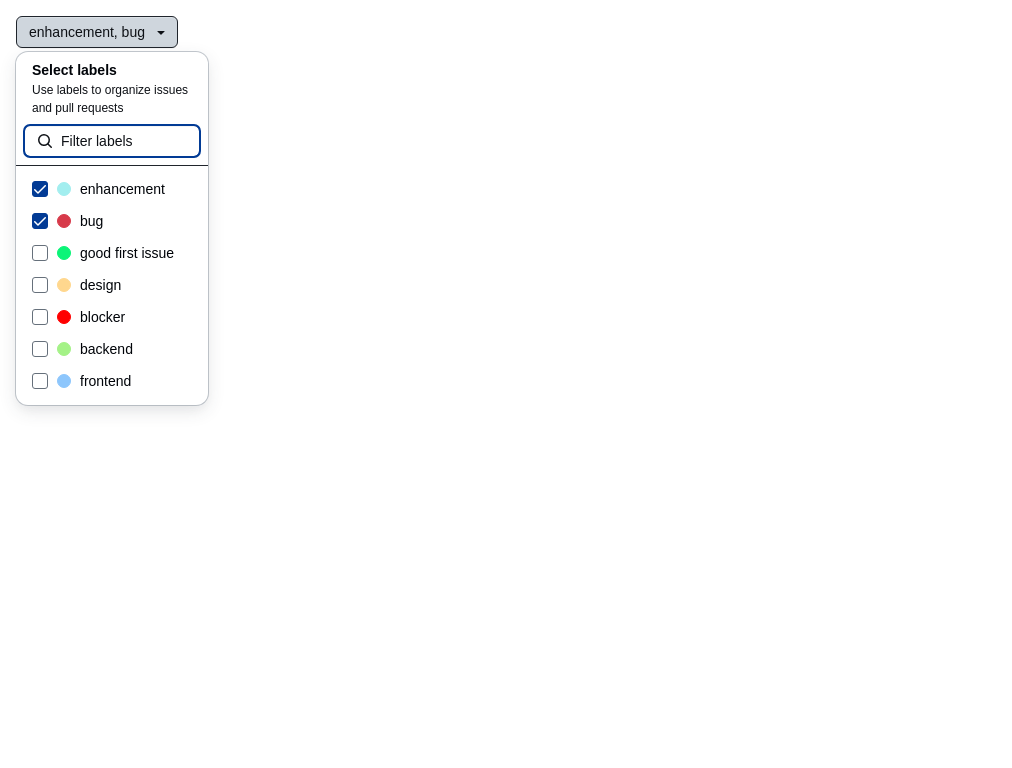 enhancement, bug
Select labels
Use labels to organize issues
and pull requests
Filter labels
enhancement
bug
good first issue
design
blocker
backend
frontend